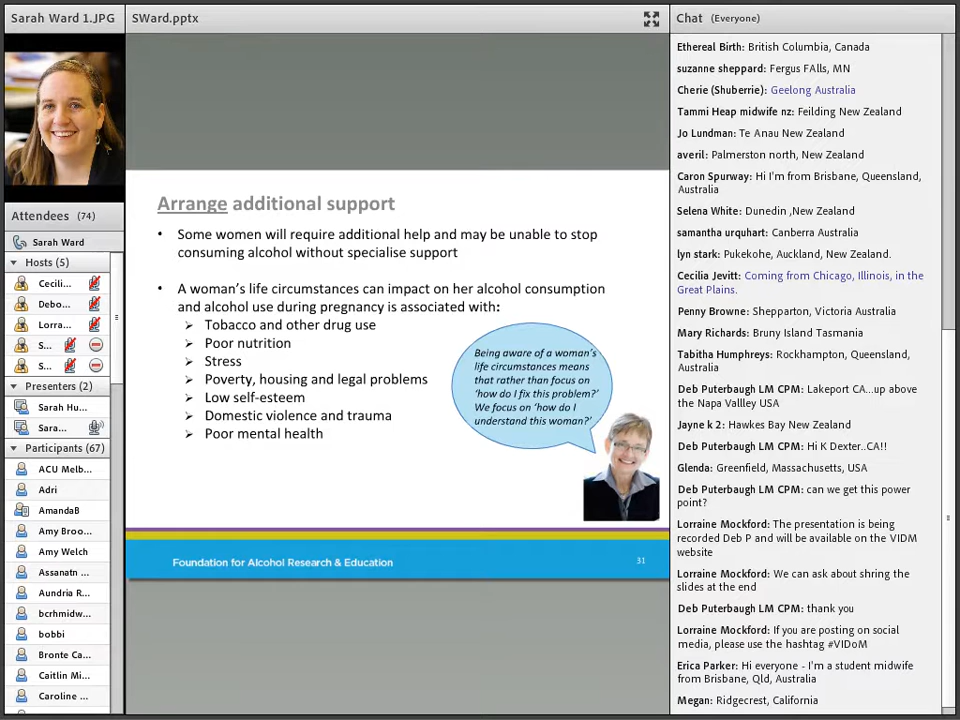 Sarah Ward 1.JPG
SWard.pptx
Chat (Everyone)
Attendees (74)
Sarah Ward
Hosts (5)
Cecili...
Debo...
Lorra...
S...
S...
Presenters (2)
Sarah Hu...
Sara...
Participants (67)
ACU Melb...
Adri
AmandaB
Amy Broo...
Amy Welch
Assanatn ...
Aundria R...
bcrhmidw...
bobbi
Bronte Ca...
Caitlin Mi...
Caroline ...
Arrange additional support
• Some women will require additional help and may be unable to stop
consuming alcohol without specialise support
• A woman's life circumstances can impact on her alcohol consumption
and alcohol use during pregnancy is associated with:
➢ Tobacco and other drug use
➢ Poor nutrition
➢ Stress
➢ Poverty, housing and legal problems
➢ Low self-esteem
➢ Domestic violence and trauma
➢ Poor mental health
Being aware of a woman's
life circumstances means
that rather than focus on
'how do I fix this problem?'
We focus on 'how do I
understand this woman?'
Foundation for Alcohol Research & Education
31
Ethereal Birth: British Columbia, Canada
suzanne sheppard: Fergus FAlls, MN
Cherie (Shuberrie): Geelong Australia
Tammi Heap midwife nz: Feilding New Zealand
Jo Lundman: Te Anau New Zealand
averil: Palmerston north, New Zealand
Caron Spurway: Hi I'm from Brisbane, Queensland,
Australia
Selena White: Dunedin ,New Zealand
samantha urquhart: Canberra Australia
lyn stark: Pukekohe, Auckland, New Zealand.
Cecilia Jevitt: Coming from Chicago, Illinois, in the
Great Plains.
Penny Browne: Shepparton, Victoria Australia
Mary Richards: Bruny Island Tasmania
Tabitha Humphreys: Rockhampton, Queensland,
Australia
Deb Puterbaugh LM CPM: Lakeport CA...up above
the Napa Vallley USA
Jayne k 2: Hawkes Bay New Zealand
Deb Puterbaugh LM CPM: Hi K Dexter..CA!!
Glenda: Greenfield, Massachusetts, USA
Deb Puterbaugh LM CPM: can we get this power
point?
Lorraine Mockford: The presentation is being
recorded Deb P and will be available on the VIDM
website
Lorraine Mockford: We can ask about shring the
slides at the end
Deb Puterbaugh LM CPM: thank you
Lorraine Mockford: If you are posting on social
media, please use the hashtag #VIDoM
Erica Parker: Hi everyone - I'm a student midwife
from Brisbane, Qld, Australia
Megan: Ridgecrest, California